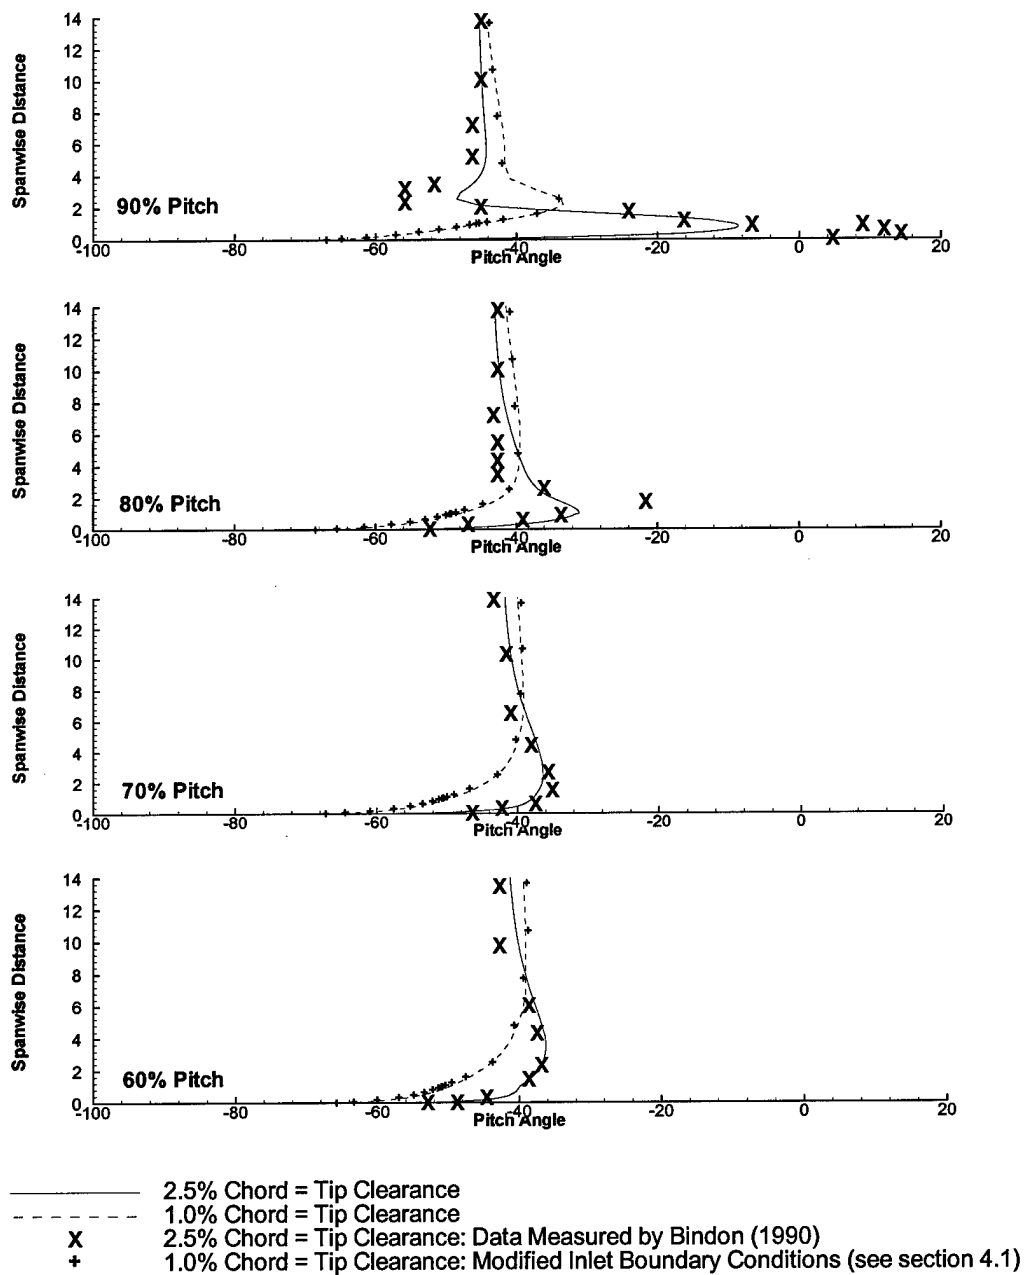 14
12
10
8
6
4
2
0
Spanwise Distance
90% Pitch
-100 -80 -60 -40 -20 0 20
Pitch Angle
14
12
10
8
6
4
2
0
Spanwise Distance
80% Pitch
-100 -80 -60 -40 -20 0 20
Pitch Angle
14
12
10
8
6
4
2
0
Spanwise Distance
70% Pitch
-100 -80 -60 -40 -20 0 20
Pitch Angle
14
12
10
8
6
4
2
0
Spanwise Distance
60% Pitch
-100 -80 -60 -40 -20 0 20
Pitch Angle
2.5% Chord = Tip Clearance
1.0% Chord = Tip Clearance
X 2.5% Chord = Tip Clearance: Data Measured by Bindon (1990)
+ 1.0% Chord = Tip Clearance: Modified Inlet Boundary Conditions (see section 4.1)